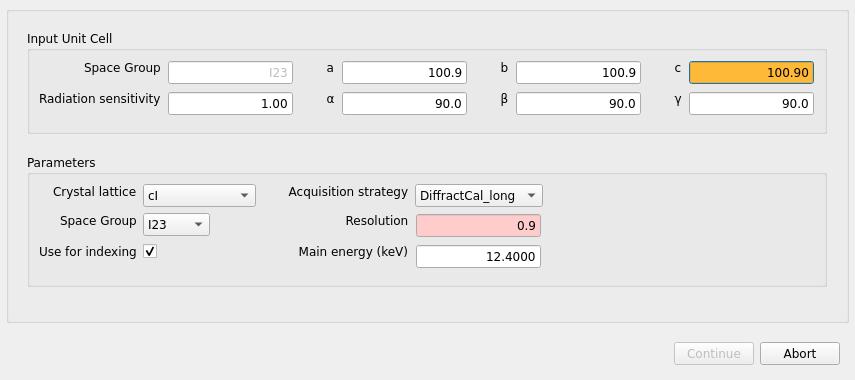 Input Unit Cell
Space Group I23 a 100.9 b 100.9 c 100.90
Radiation sensitivity 1.00 α 90.0 β 90.0 γ 90.0
Parameters
Crystal lattice cI Acquisition strategy DiffractCal_long
Space Group I23 Resolution 0.9
Use for indexing Main energy (keV) 12.4000
Continue Abort